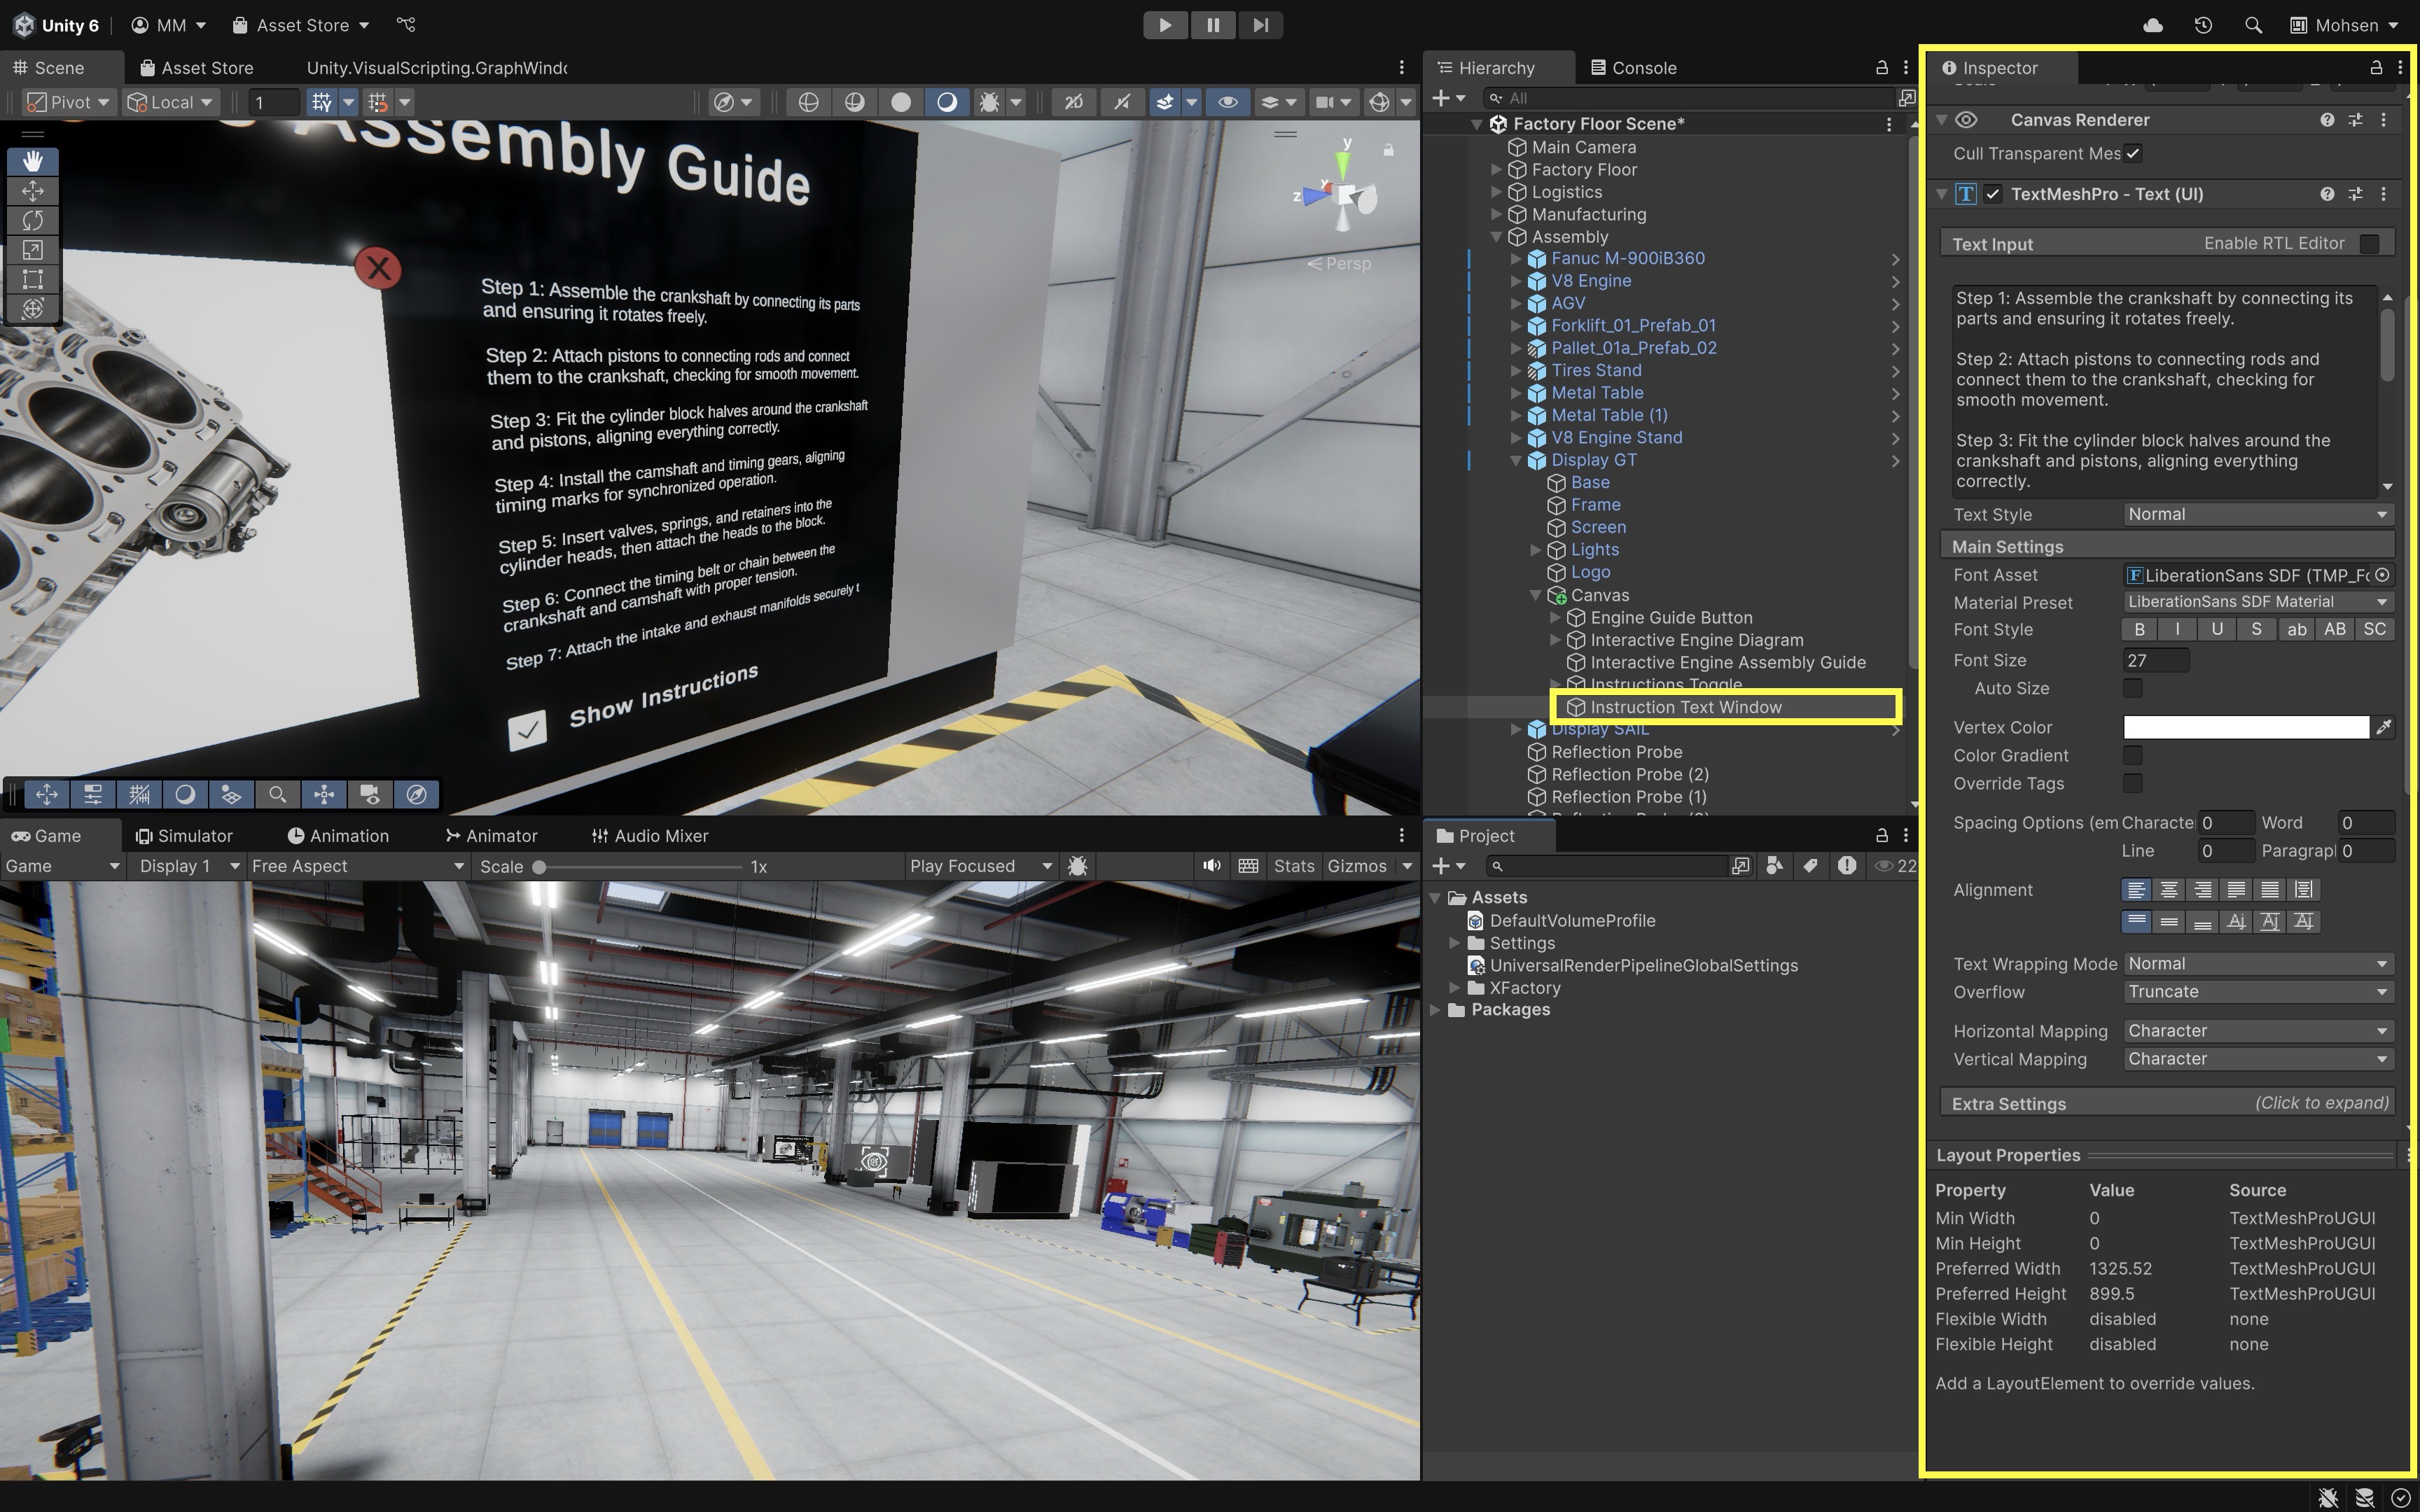 Unity 6
MM
Asset Store
Mohsen
Scene
Asset Store
Unity.VisualScripting.GraphWind
Pivot
Local
1
2D
Assembly Guide
Step 1: Assemble the crankshaft by connecting its parts
and ensuring it rotates freely.
Step 2: Attach pistons to connecting rods and connect
them to the crankshaft, checking for smooth movement.
Step 3: Fit the cylinder block halves around the crankshaft
and pistons, aligning everything correctly.
Step 4: Install the camshaft and timing gears, aligning
timing marks for synchronized operation.
Step 5: Insert valves, springs, and retainers into the
cylinder heads, then attach the heads to the block.
Step 6: Connect the timing belt or chain between the
crankshaft and camshaft with proper tension.
Step 7: Attach the intake and exhaust manifolds securely t
Show Instructions
X
y
x
z
Persp
Game
Simulator
Animation
Animator
Audio Mixer
Game
Display 1
Free Aspect
Scale
1x
Play Focused
Stats
Gizmos
Hierarchy
Console
All
Factory Floor Scene*
Main Camera
Factory Floor
Logistics
Manufacturing
Assembly
Fanuc M-900iB360
V8 Engine
AGV
Forklift_01_Prefab_01
Pallet_01a_Prefab_02
Tires Stand
Metal Table
Metal Table (1)
V8 Engine Stand
Display GT
Base
Frame
Screen
Lights
Logo
Canvas
Engine Guide Button
Interactive Engine Diagram
Interactive Engine Assembly Guide
Instructions Toggle
Instruction Text Window
Display SAIL
Reflection Probe
Reflection Probe (2)
Reflection Probe (1)
Project
22
Assets
DefaultVolumeProfile
Settings
UniversalRenderPipelineGlobalSettings
XFactory
Packages
Inspector
Canvas Renderer
Cull Transparent Mes
TextMeshPro - Text (UI)
Text Input
Enable RTL Editor
Step 1: Assemble the crankshaft by connecting its
parts and ensuring it rotates freely.
Step 2: Attach pistons to connecting rods and
connect them to the crankshaft, checking for
smooth movement.
Step 3: Fit the cylinder block halves around the
crankshaft and pistons, aligning everything
correctly.
Text Style Normal
Main Settings
Font Asset LiberationSans SDF (TMP_Fo
Material Preset LiberationSans SDF Material
Font Style B I U S ab AB SC
Font Size 27
Auto Size
Vertex Color
Color Gradient
Override Tags
Spacing Options (em Characte 0 Word 0
Line 0 Paragrapl 0
Alignment
Text Wrapping Mode Normal
Overflow Truncate
Horizontal Mapping Character
Vertical Mapping Character
Extra Settings (Click to expand)
Layout Properties
Property Value Source
Min Width 0 TextMeshProUGUI
Min Height 0 TextMeshProUGUI
Preferred Width 1325.52 TextMeshProUGUI
Preferred Height 899.5 TextMeshProUGUI
Flexible Width disabled none
Flexible Height disabled none
Add a LayoutElement to override values.